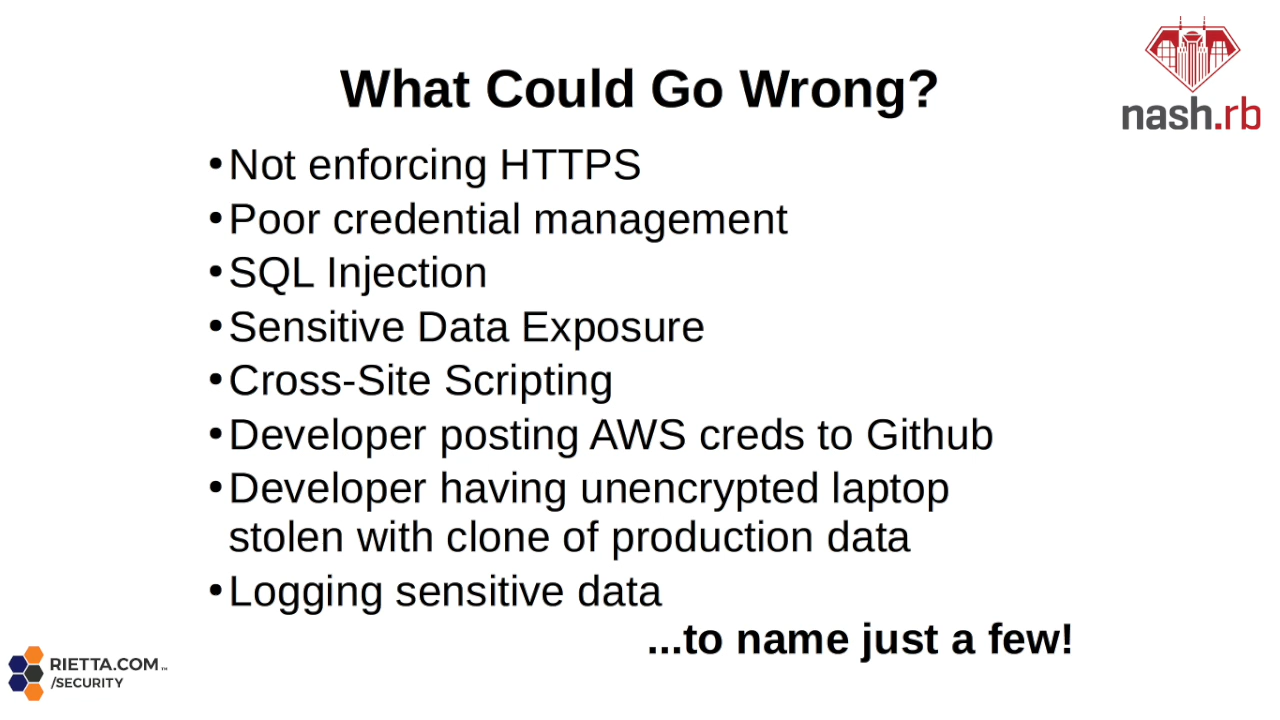 What Could Go Wrong?
nash.rb
•Not enforcing HTTPS
•Poor credential management
•SQL Injection
•Sensitive Data Exposure
•Cross-Site Scripting
•Developer posting AWS creds to Github
•Developer having unencrypted laptop
stolen with clone of production data
•Logging sensitive data
...to name just a few!
RIETTA.COM
/SECURITY